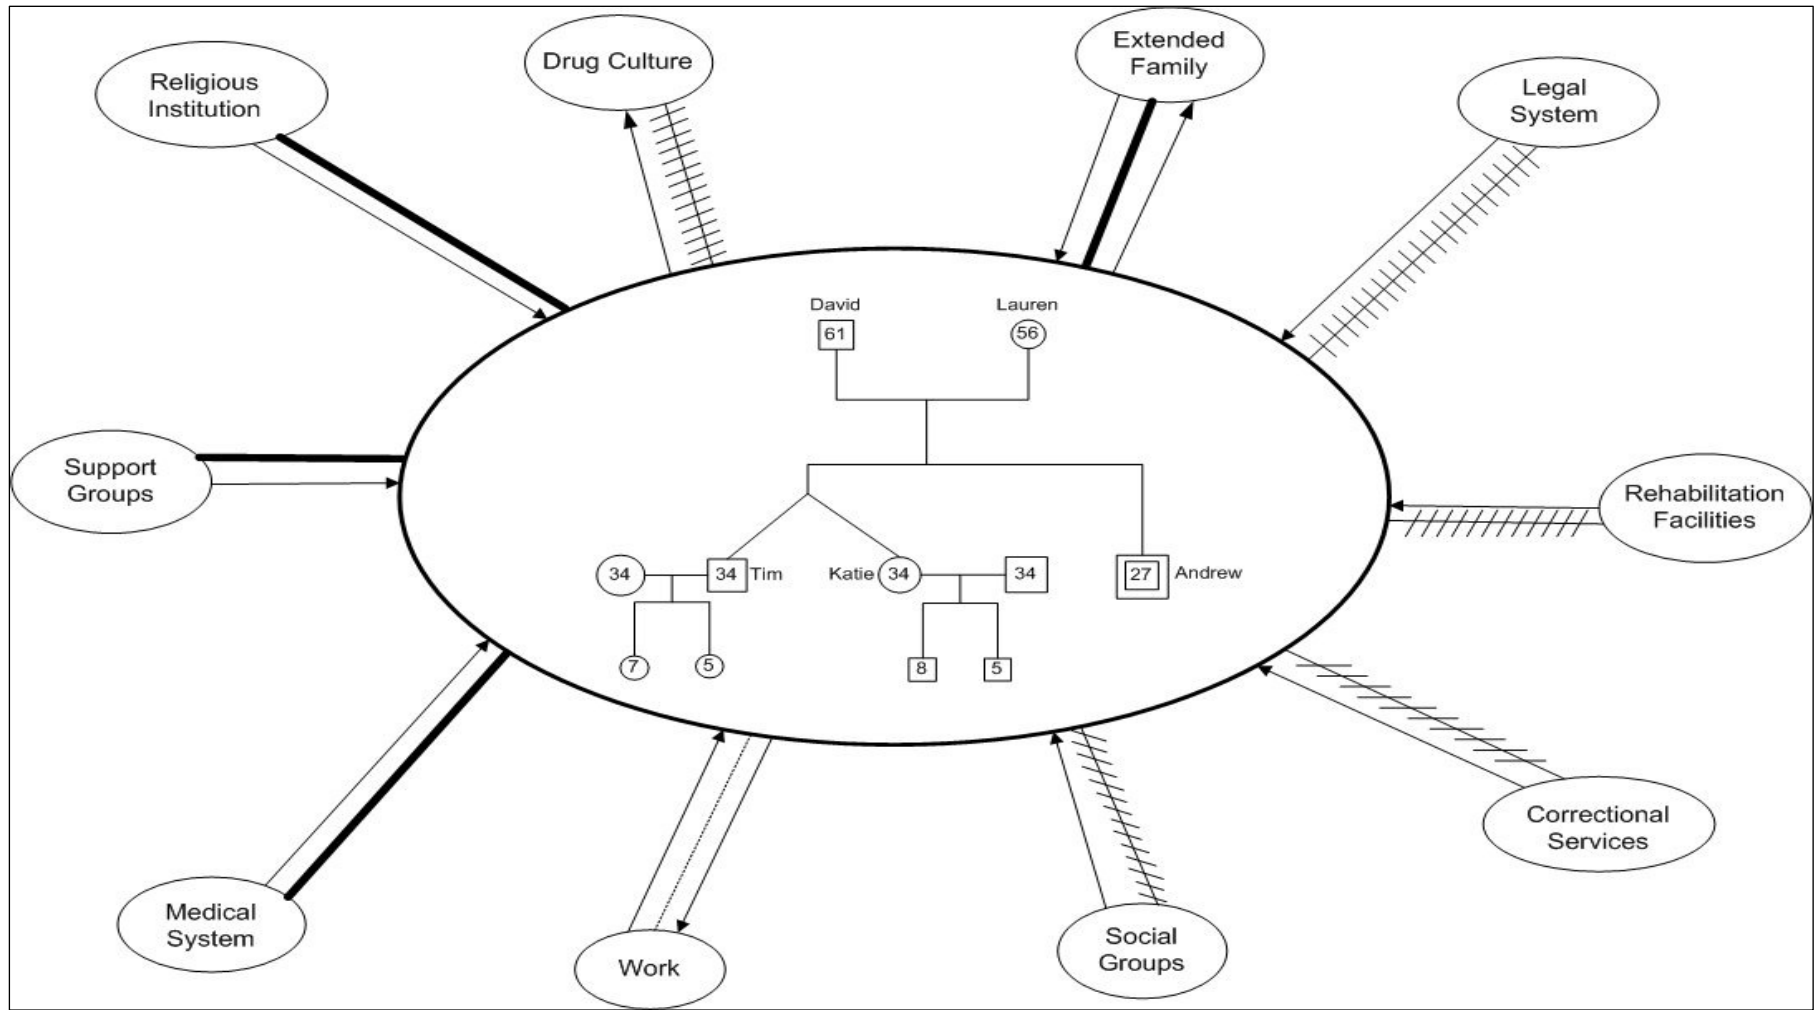 Religious
Institution
Drug Culture
Extended
Family
Legal
System
David
Lauren
61
56
Support
Groups
Rehabilitation
Facilities
34
34
Tim
Katie
34
34
27
Andrew
7
5
8
5
Correctional
Services
Medical
System
Work
Social
Groups